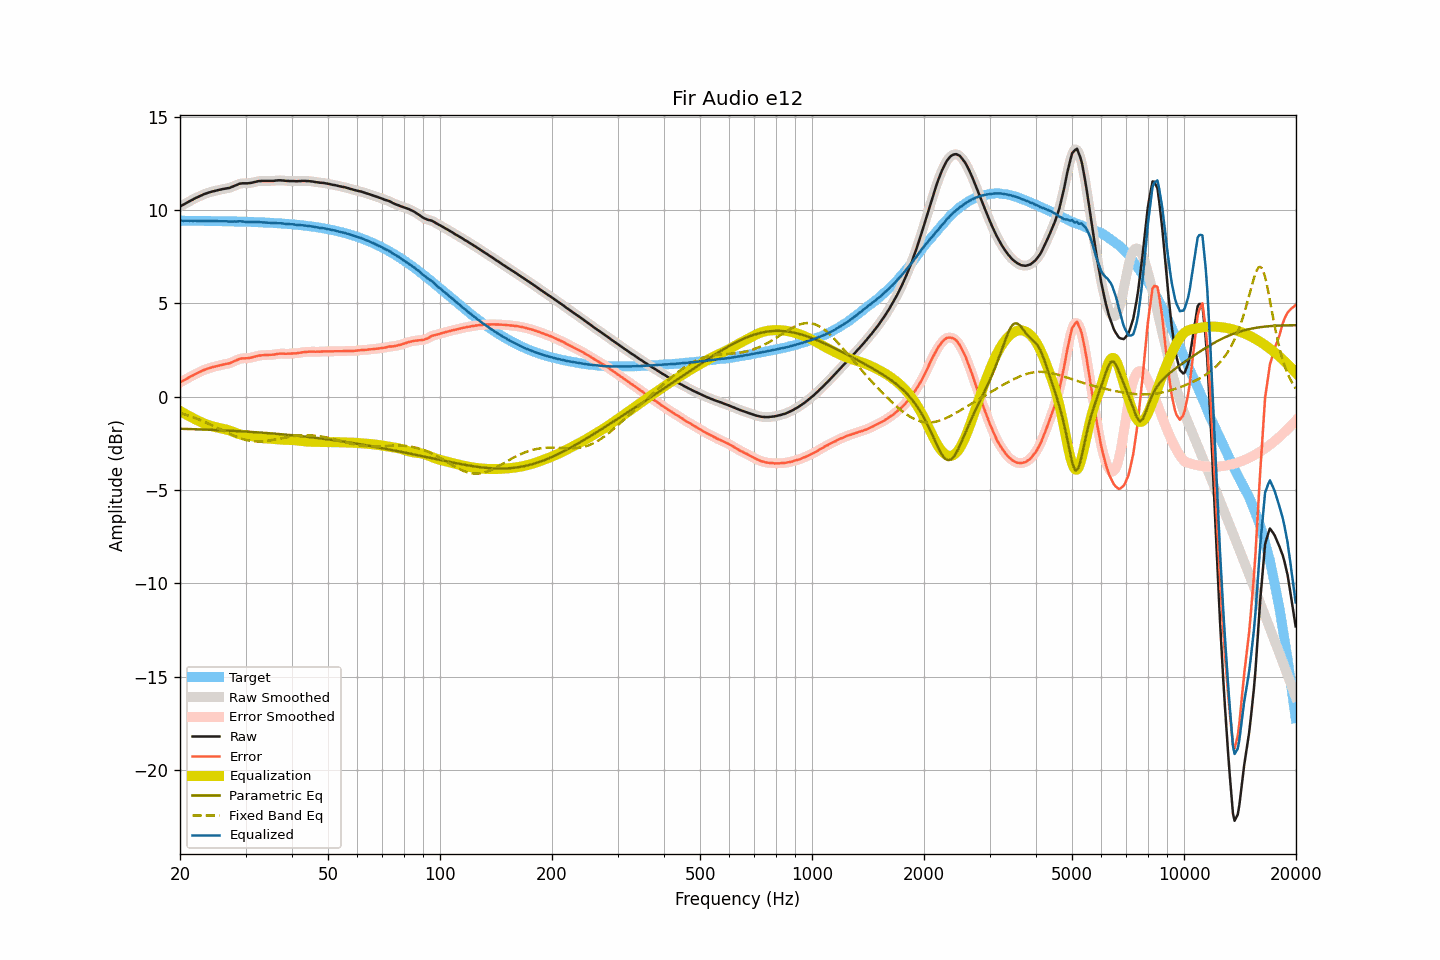 Fir Audio e12
15
10
5
0
−5
−10
−15
−20
Amplitude (dBr)
Target
Raw Smoothed
Error Smoothed
Raw
Error
Equalization
Parametric Eq
Fixed Band Eq
Equalized
20 50 100 200 500 1000 2000 5000 10000 20000
Frequency (Hz)